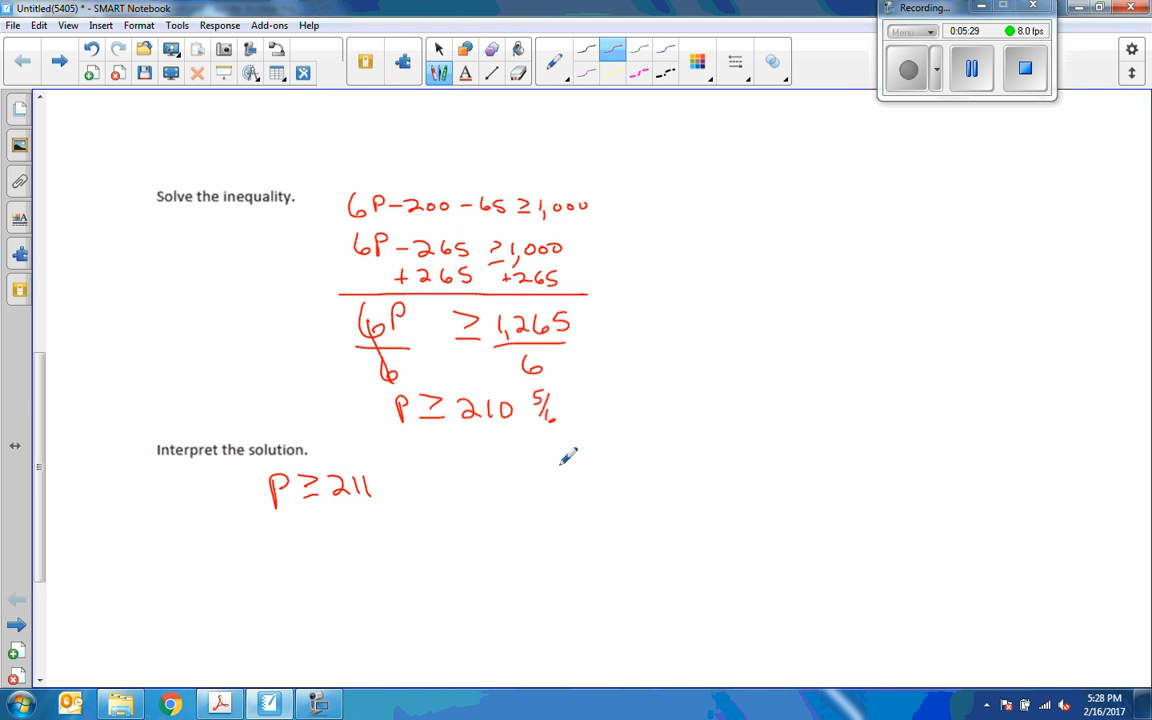 Untitled(5405) * - SMART Notebook
Recording...
File Edit View Insert Format Tools Response Add-ons Help
Menu 0:05:29 8.0 fps
Solve the inequality.
6P - 200 - 65 ≥ 1,000
6P - 265 ≥ 1,000
+265 +265
6P ≥ 1,265
6 6
P ≥ 210 5/6
Interpret the solution.
P ≥ 211
5:28 PM
2/16/2017